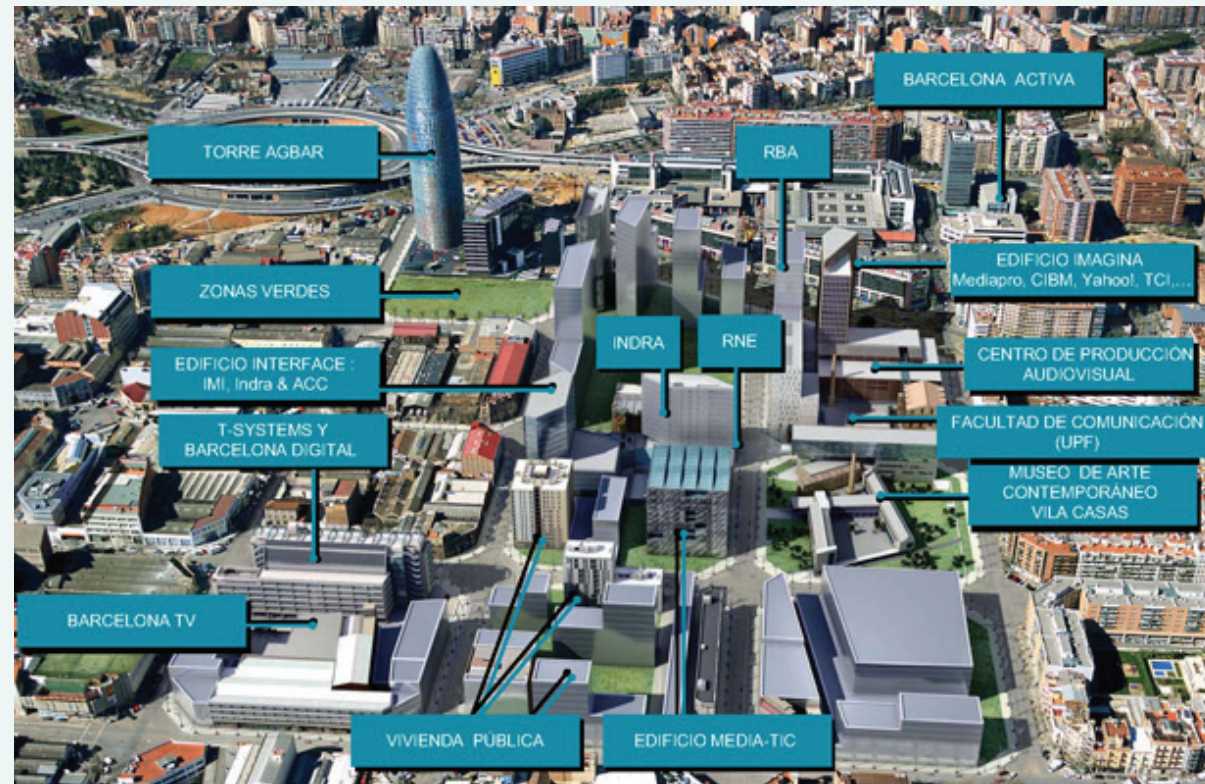 BARCELONA ACTIVA
TORRE AGBAR
RBA
EDIFICIO IMAGINA
Mediapro, CIBM, Yahoo!, TCI,...
ZONAS VERDES
INDRA
RNE
EDIFICIO INTERFACE :
IMI, Indra & ACC
CENTRO DE PRODUCCIÓN
AUDIOVISUAL
T-SYSTEMS Y
BARCELONA DIGITAL
FACULTAD DE COMUNICACIÓN
(UPF)
MUSEO DE ARTE
CONTEMPORÁNEO
VILA CASAS
BARCELONA TV
VIVIENDA PÚBLICA
EDIFICIO MEDIA-TIC